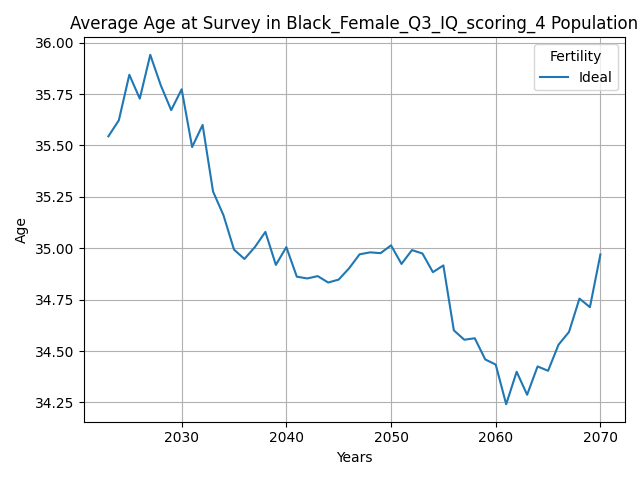 Average Age at Survey in Black_Female_Q3_IQ_scoring_4 Population
Fertility
Ideal
36.00
35.75
35.50
35.25
35.00
34.75
34.50
34.25
Age
2030 2040 2050 2060 2070
Years